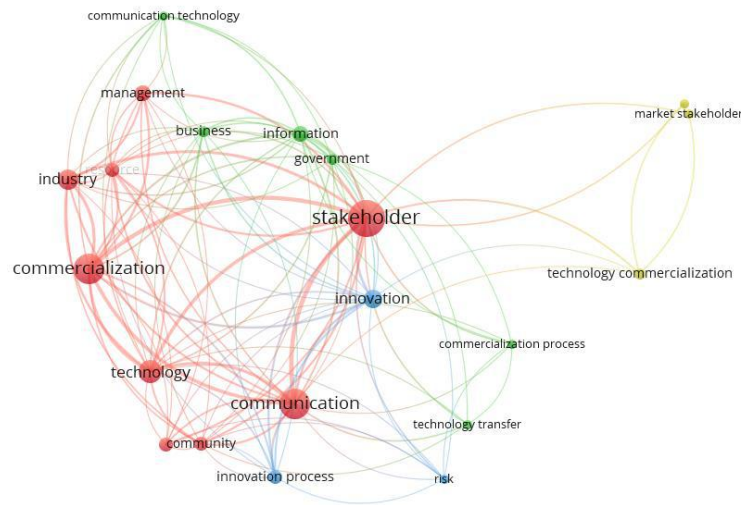 communication technology
management
market stakeholder
business
information
government
resource
industry
stakeholder
commercialization
technology commercialization
innovation
commercialization process
technology
communication
technology transfer
community
innovation process
risk